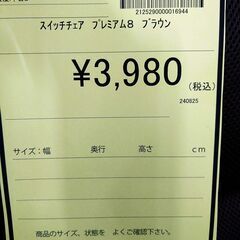 2125290000016944
スイッチチェア プレミアム8 ブラウン
¥3,980 (税込)
240825
サイズ：幅 奥行 高さ cm
商品のサイズ、状態を よくご確認下さい。